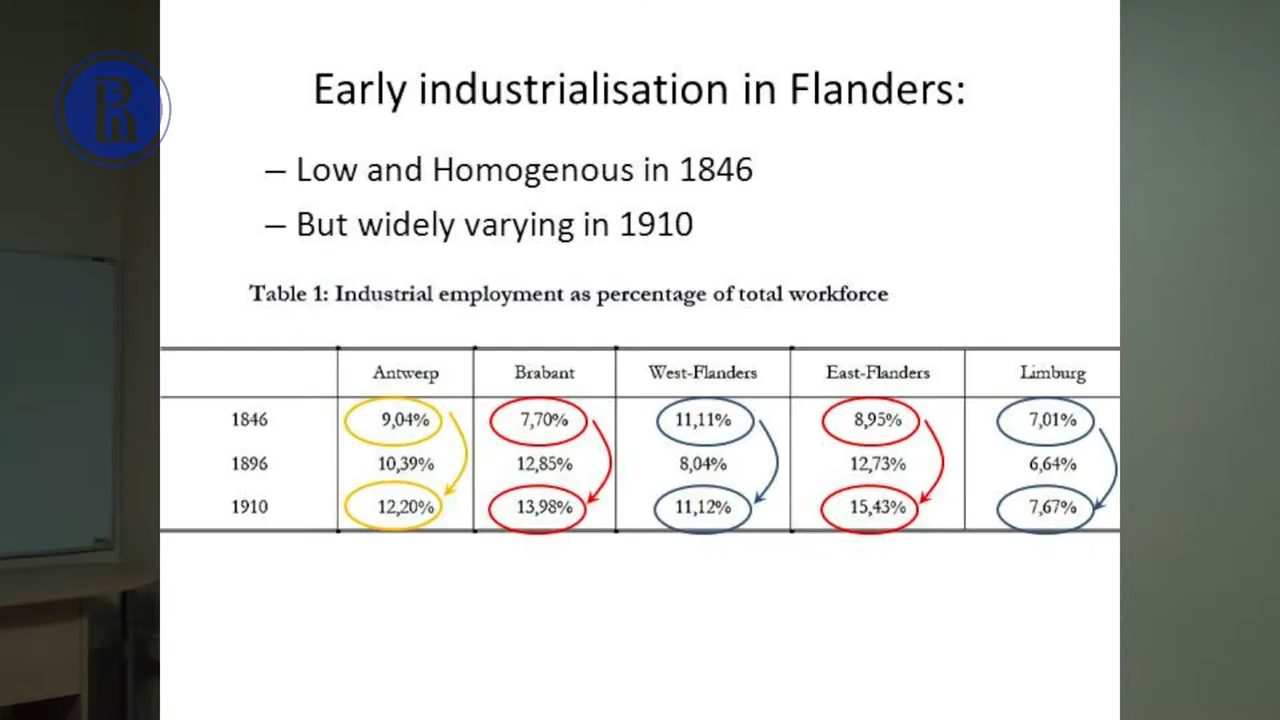 Early industrialisation in Flanders:
– Low and Homogenous in 1846
– But widely varying in 1910
Table 1: Industrial employment as percentage of total workforce
Antwerp Brabant West-Flanders East-Flanders Limburg
1846 9,04% 7,70% 11,11% 8,95% 7,01%
1896 10,39% 12,85% 8,04% 12,73% 6,64%
1910 12,20% 13,98% 11,12% 15,43% 7,67%